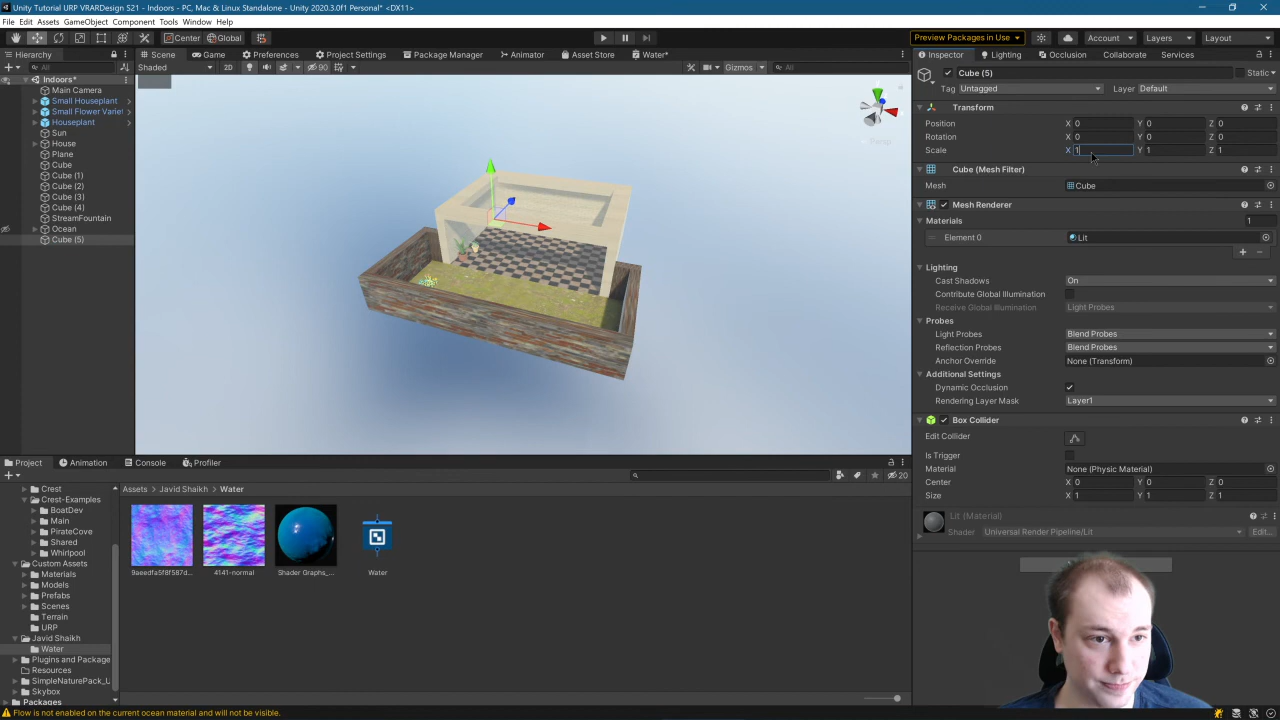 Unity Tutorial URP VRARDesign S21 - Indoors - PC, Mac & Linux Standalone - Unity 2020.3.0f1 Personal* <DX11>
File Edit Assets GameObject Component Tools Window Help
Center Global Preview Packages in Use Account Layers Layout
Hierarchy Scene Game Preferences Project Settings Package Manager Animator Asset Store Water* Inspector Lighting Occlusion Collaborate Services
All Shaded 2D 90 Gizmos All Cube (5) Static
Tag Untagged Layer Default
Indoors*
Main Camera
Small Houseplant
Small Flower Variet
Houseplant
Sun
House
Plane
Cube
Cube (1)
Cube (2)
Cube (3)
Cube (4)
StreamFountain
Ocean
Cube (5)
Persp
Transform
Position X 0 Y 0 Z 0
Rotation X 0 Y 0 Z 0
Scale X 1 Y 1 Z 1
Cube (Mesh Filter)
Mesh Cube
Mesh Renderer
Materials 1
Element 0 Lit
Lighting
Cast Shadows On
Contribute Global Illumination
Receive Global Illumination Light Probes
Probes
Light Probes Blend Probes
Reflection Probes Blend Probes
Anchor Override None (Transform)
Additional Settings
Dynamic Occlusion
Rendering Layer Mask Layer1
Box Collider
Edit Collider
Is Trigger
Material None (Physic Material)
Center X 0 Y 0 Z 0
Size X 1 Y 1 Z 1
Lit (Material)
Shader Universal Render Pipeline/Lit Edit...
Project Animation Console Profiler
20
Assets Javid Shaikh Water
Crest
Crest-Examples
BoatDev
Main
PirateCove
Shared
Whirlpool
Custom Assets
Materials
Models
Prefabs
Scenes
Terrain
URP
Javid Shaikh
Water
Plugins and Package
Resources
SimpleNaturePack_U
Skybox
Packages
9aeedfa5f8f587d... 4141-normal Shader Graphs_... Water
Flow is not enabled on the current ocean material and will not be visible.